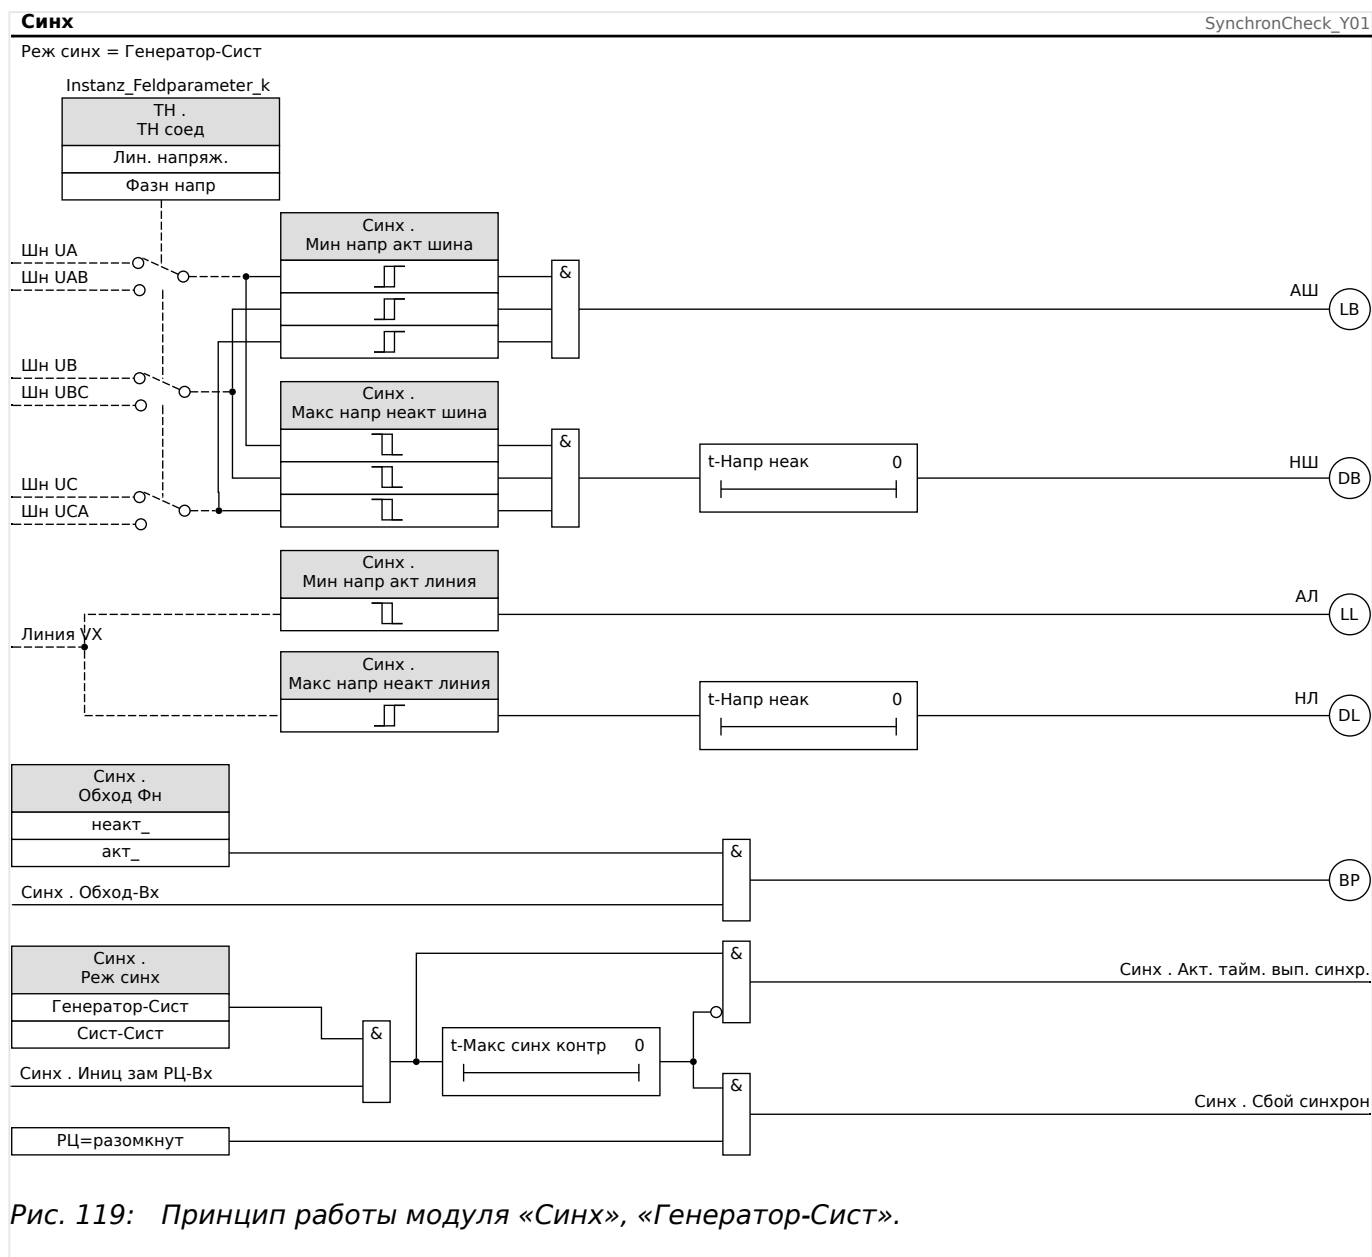 Синх
SynchronCheck_Y01
Реж синх = Генератор-Сист
Instanz_Feldparameter_k
ТН .
ТН соед
Лин. напряж.
Фазн напр
Синх .
Мин напр акт шина
Шн UA
Шн UAB
&
АШ
LB
Шн UB
Шн UBC
Синх .
Макс напр неакт шина
&
t-Напр неак 0
НШ
DB
Шн UC
Шн UCA
Синх .
Мин напр акт линия
АЛ
LL
Линия VX
Синх .
Макс напр неакт линия
t-Напр неак 0
НЛ
DL
Синх .
Обход Фн
неакт_
акт_
&
BP
Синх . Обход-Вх
Синх .
Реж синх
Генератор-Сист
Сист-Сист
&
&
Синх . Акт. тайм. вып. синхр.
t-Макс синх контр 0
Синх . Иниц зам РЦ-Вх
&
Синх . Сбой синхрон
РЦ=разомкнут
Рис. 119: Принцип работы модуля «Синх», «Генератор-Сист».